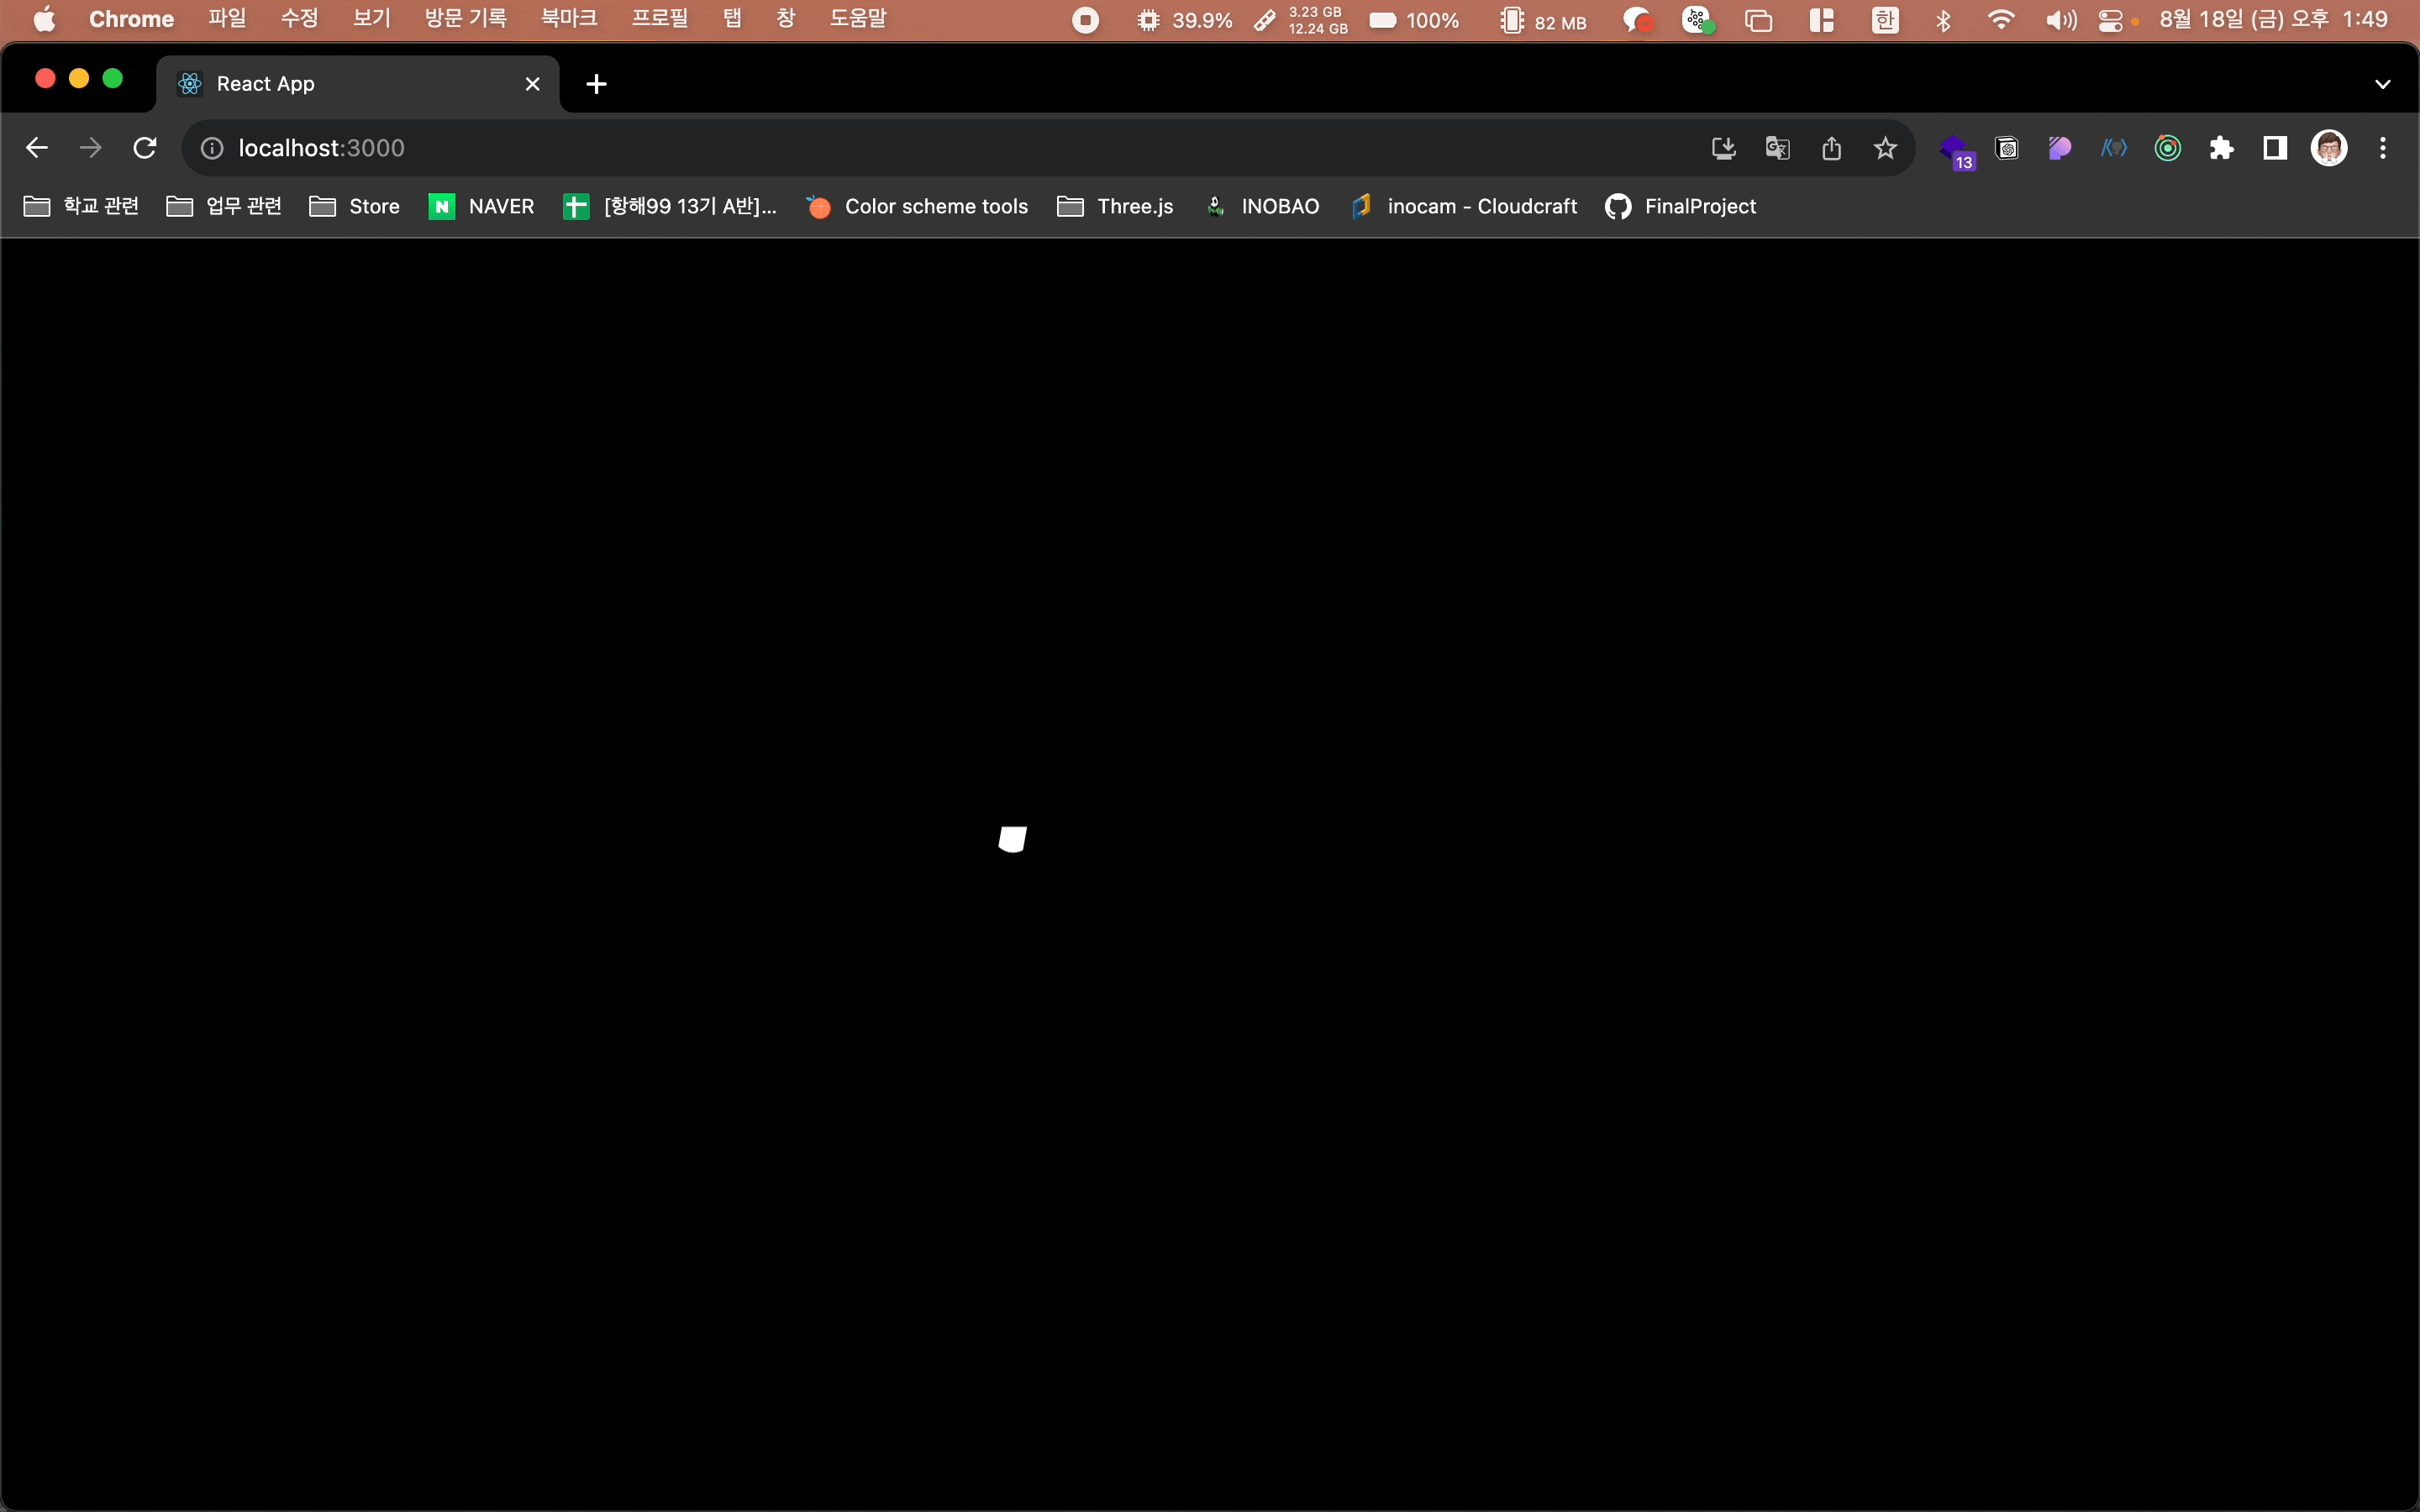 Chrome 파일 수정 보기 방문 기록 북마크 프로필 탭 창 도움말 39.9% 3.23 GB 12.24 GB 100% 82 MB 한 8월 18일 (금) 오후 1:49
React App
localhost:3000 13
학교 관련 업무 관련 Store N NAVER [항해99 13기 A반]... Color scheme tools Three.js INOBAO inocam - Cloudcraft FinalProject